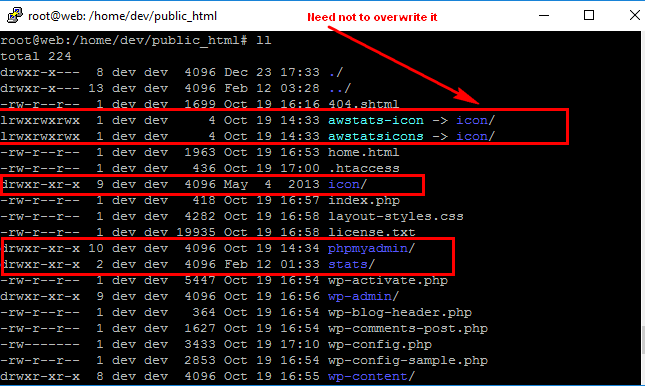 root@web:/home/dev/public_html
Need not to overwrite it
root@web:/home/dev/public_html# ll
total 224
drwxr-x--- 8 dev dev 4096 Dec 23 17:33 ./
drwxr-x--- 13 dev dev 4096 Feb 12 03:28 ../
-rw-r--r-- 1 dev dev 1699 Oct 19 16:16 404.shtml
lrwxrwxrwx 1 dev dev 4 Oct 19 14:33 awstats-icon -> icon/
lrwxrwxrwx 1 dev dev 4 Oct 19 14:33 awstatsicons -> icon/
-rw-r--r-- 1 dev dev 1963 Oct 19 16:53 home.html
-rw-r--r-- 1 dev dev 436 Oct 19 17:00 .htaccess
drwxr-xr-x 9 dev dev 4096 May 4 2013 icon/
-rw-r--r-- 1 dev dev 418 Oct 19 16:57 index.php
-rw-r--r-- 1 dev dev 4282 Oct 19 16:58 layout-styles.css
-rw-r--r-- 1 dev dev 19935 Oct 19 16:58 license.txt
drwxr-xr-x 10 dev dev 4096 Oct 19 14:34 phpmyadmin/
drwxr-xr-x 2 dev dev 4096 Feb 12 01:33 stats/
-rw-r--r-- 1 dev dev 5447 Oct 19 16:54 wp-activate.php
drwxr-xr-x 9 dev dev 4096 Oct 19 16:56 wp-admin/
-rw-r--r-- 1 dev dev 364 Oct 19 16:54 wp-blog-header.php
-rw-r--r-- 1 dev dev 1627 Oct 19 16:54 wp-comments-post.php
-rw------- 1 dev dev 3433 Oct 19 17:10 wp-config.php
-rw-r--r-- 1 dev dev 2853 Oct 19 16:54 wp-config-sample.php
drwxr-xr-x 8 dev dev 4096 Oct 19 16:55 wp-content/